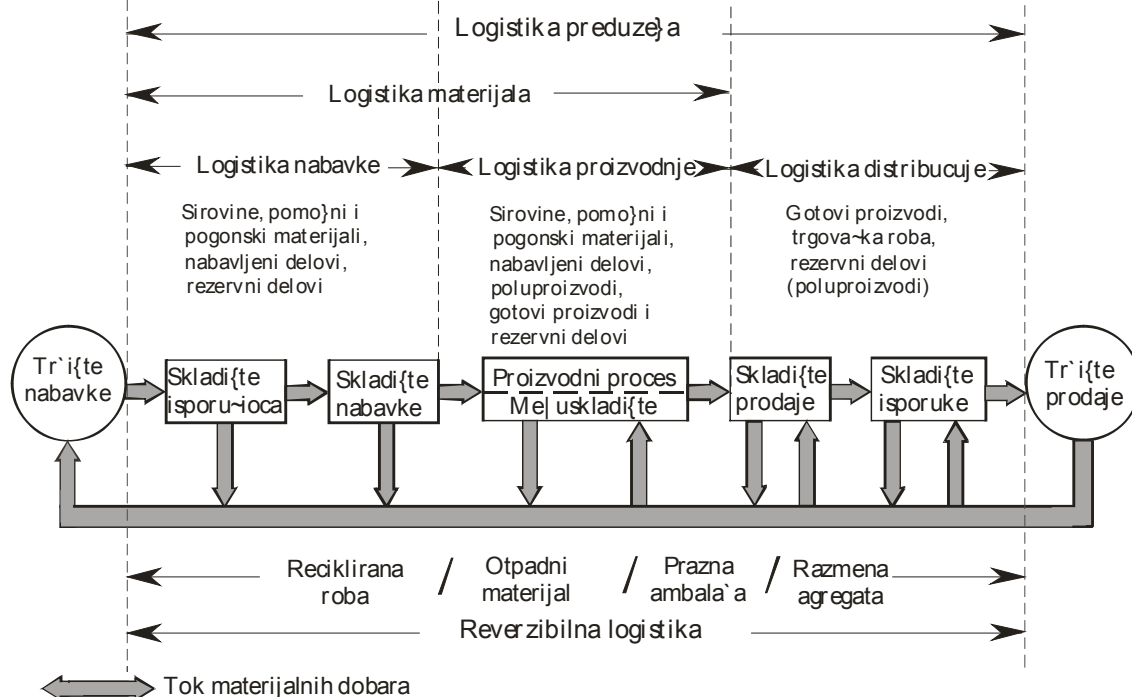 Logistika preduze}a
Logistika materijala
Logistika nabavke
Logistika proizvodnje
Logistika distribucuje
Sirovine, pomo}ni i
pogonski materijali,
nabavljeni delovi,
rezervni delovi
Sirovine, pomo}ni i
pogonski materijali,
nabavljeni delovi,
poluproizvodi,
gotovi proizvodi i
rezervni delovi
Gotovi proizvodi,
trgova~ka roba,
rezervni delovi
(poluproizvodi)
Tr`i{te
nabavke
Skladi{te
isporu~ioca
Skladi{te
nabavke
Proizvodni proces
Me| uskladi{te
Skladi{te
prodaje
Skladi{te
isporuke
Tr`i{te
prodaje
Reciklirana
roba
/
Otpadni
materijal
/
Prazna
ambala`a
/
Razmena
agregata
Reverzibilna logistika
Tok materijalnih dobara